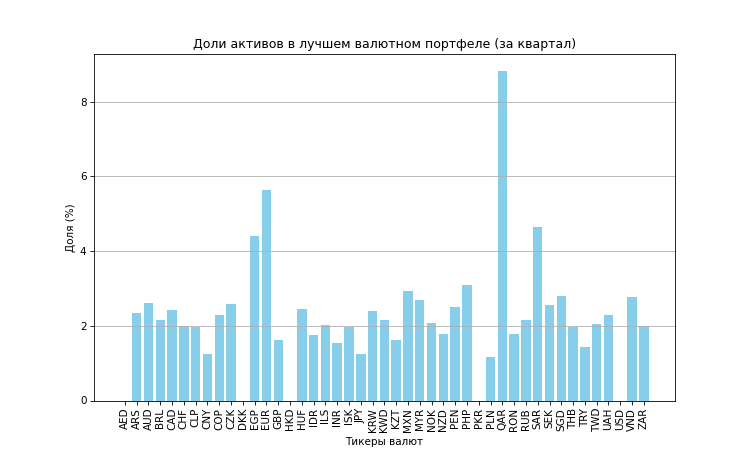 Доли активов в лучшем валютном портфеле (за квартал)
Доля (%)
8
6
4
2
0
AED ARS AUD BRL CAD CHF CLP CNY COP CZK DKK EGP EUR GBP HKD HUF IDR ILS INR ISK JPY KRW KWD KZT MXN MYR NOK NZD PEN PHP PKR PLN QAR RON RUB SAR SEK SGD THB TRY TWD UAH USD VND ZAR
Тикеры валют